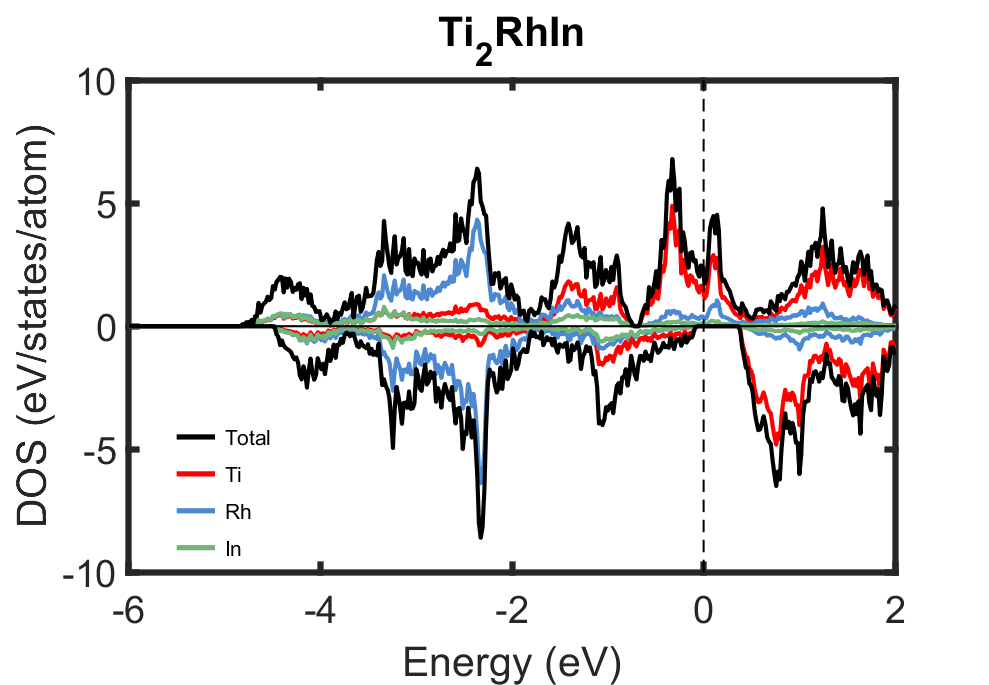 Ti₂RhIn
DOS (eV/states/atom)
10
5
0
-5
-10
0
Total
Ti
Rh
In
-6
-4
-2
0
2
Energy (eV)